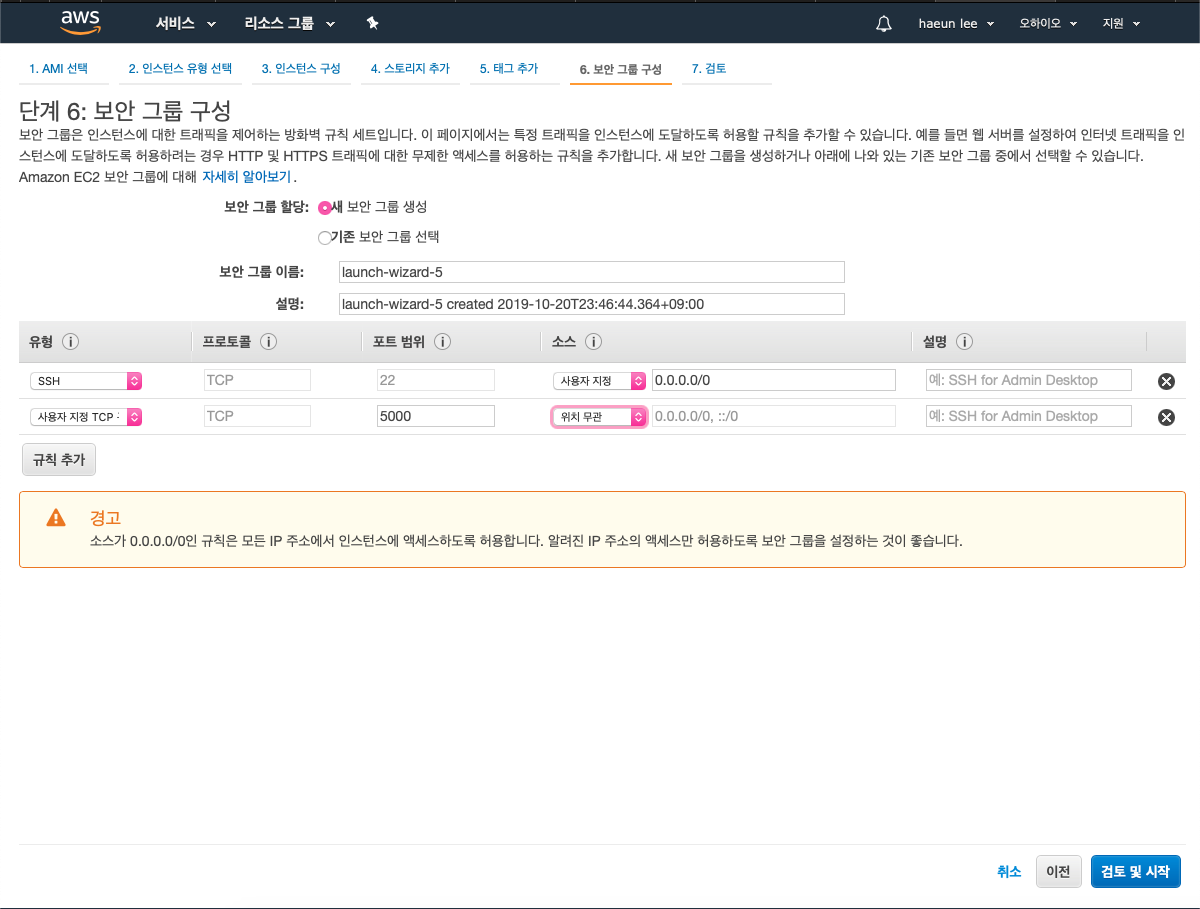 aws 서비스 리소스 그룹 haeun lee 오하이오 지원
1. AMI 선택 2. 인스턴스 유형 선택 3. 인스턴스 구성 4. 스토리지 추가 5. 태그 추가 6. 보안 그룹 구성 7. 검토
단계 6: 보안 그룹 구성
보안 그룹은 인스턴스에 대한 트래픽을 제어하는 방화벽 규칙 세트입니다. 이 페이지에서는 특정 트래픽을 인스턴스에 도달하도록 허용할 규칙을 추가할 수 있습니다. 예를 들면 웹 서버를 설정하여 인터넷 트래픽을 인
스턴스에 도달하도록 허용하려는 경우 HTTP 및 HTTPS 트래픽에 대한 무제한 액세스를 허용하는 규칙을 추가합니다. 새 보안 그룹을 생성하거나 아래에 나와 있는 기존 보안 그룹 중에서 선택할 수 있습니다.
Amazon EC2 보안 그룹에 대해 자세히 알아보기 .
보안 그룹 할당: 새 보안 그룹 생성
기존 보안 그룹 선택
보안 그룹 이름: launch-wizard-5
설명: launch-wizard-5 created 2019-10-20T23:46:44.364+09:00
유형 i 프로토콜 i 포트 범위 i 소스 i 설명 i
SSH TCP 22 사용자 지정 0.0.0.0/0 예: SSH for Admin Desktop
사용자 지정 TCP TCP 5000 위치 무관 0.0.0.0/0, ::/0 예: SSH for Admin Desktop
규칙 추가
경고
소스가 0.0.0.0/0인 규칙은 모든 IP 주소에서 인스턴스에 액세스하도록 허용합니다. 알려진 IP 주소의 액세스만 허용하도록 보안 그룹을 설정하는 것이 좋습니다.
취소 이전 검토 및 시작